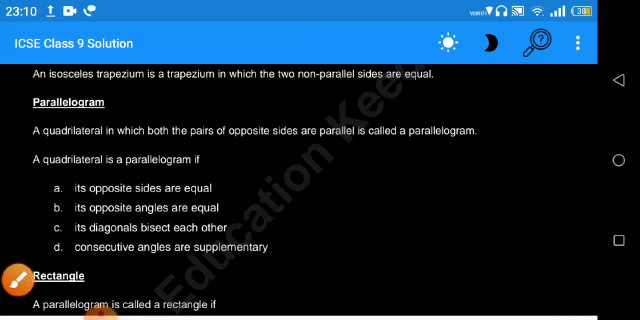 23:10
38
ICSE Class 9 Solution
An isosceles trapezium is a trapezium in which the two non-parallel sides are equal.
Parallelogram
A quadrilateral in which both the pairs of opposite sides are parallel is called a parallelogram.
A quadrilateral is a parallelogram if
a. its opposite sides are equal
b. its opposite angles are equal
c. its diagonals bisect each other
d. consecutive angles are supplementary
Rectangle
A parallelogram is called a rectangle if
Education Kee